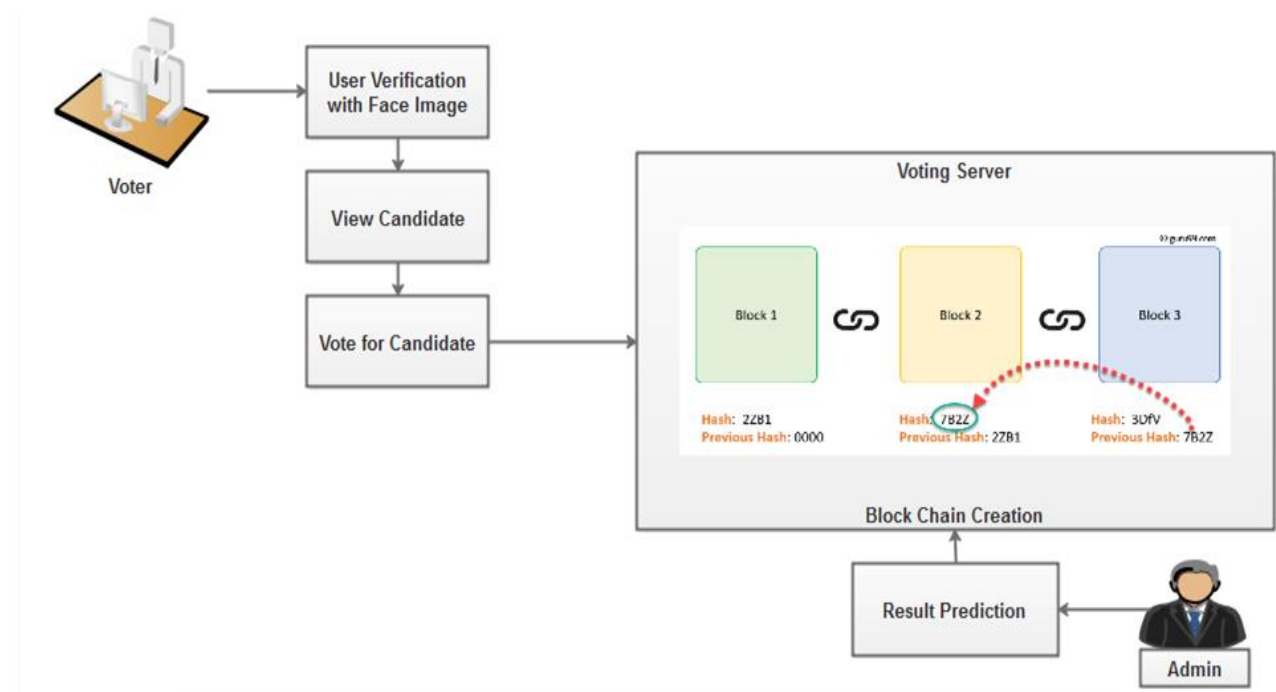 Voter
User Verification
with Face Image
View Candidate
Vote for Candidate
Voting Server
© guru99.com
Block 1
Block 2
Block 3
Hash: 2ZB1
Previous Hash: 0000
Hash: 7B2Z
Previous Hash: 2ZB1
Hash: 3DfV
Previous Hash: 7B2Z
Block Chain Creation
Result Prediction
Admin